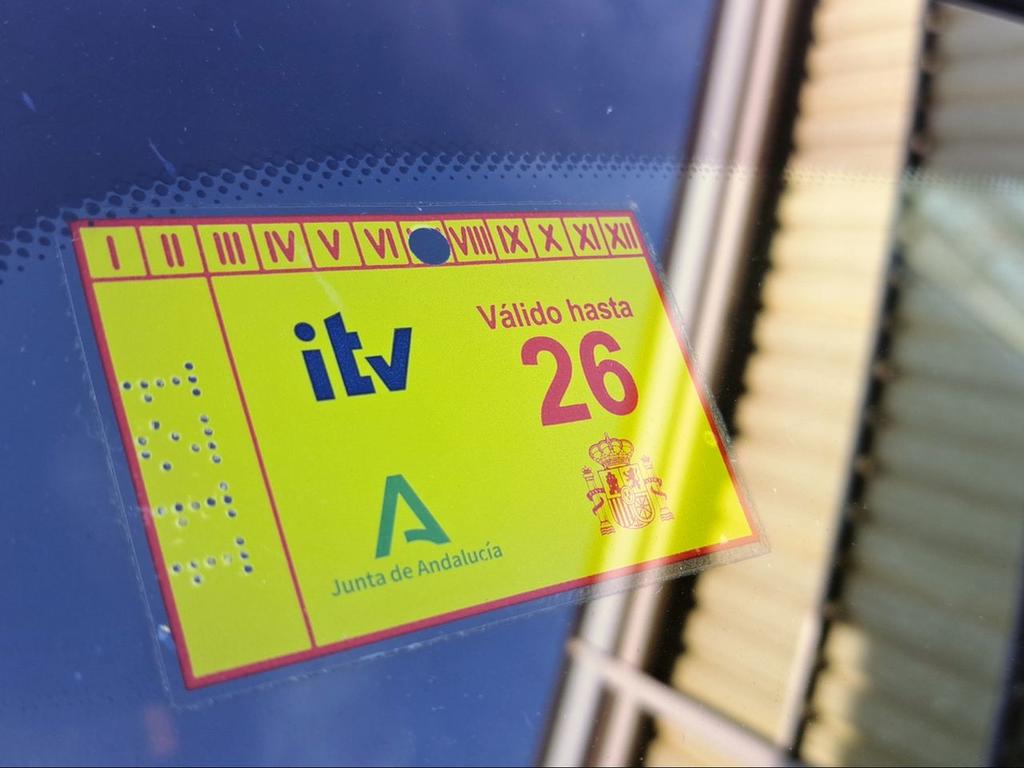 I II III IV V VI VIII IX X XI XII
itv
Válido hasta
26
Junta de Andalucía